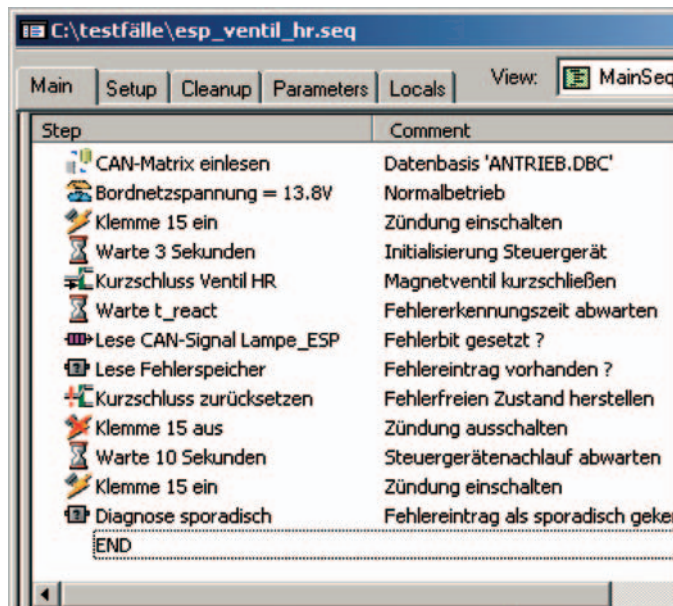 C:\testfälle\esp_ventil_hr.seq
Main Setup Cleanup Parameters Locals View: MainSeq
Step Comment
CAN-Matrix einlesen Datenbasis 'ANTRIEB.DBC'
Bordnetzspannung = 13.8V Normalbetrieb
Klemme 15 ein Zündung einschalten
Warte 3 Sekunden Initialisierung Steuergerät
Kurzschluss Ventil HR Magnetventil kurzschließen
Warte t_react Fehlererkennungszeit abwarten
Lese CAN-Signal Lampe_ESP Fehlerbit gesetzt ?
Lese Fehlerspeicher Fehlereintrag vorhanden ?
Kurzschluss zurücksetzen Fehlerfreien Zustand herstellen
Klemme 15 aus Zündung ausschalten
Warte 10 Sekunden Steuergerätenachlauf abwarten
Klemme 15 ein Zündung einschalten
Diagnose sporadisch Fehlereintrag als sporadisch geke
END